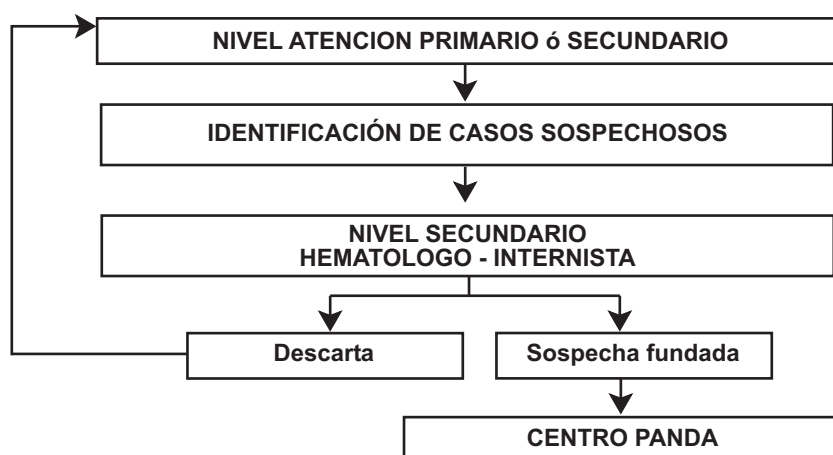 NIVEL ATENCION PRIMARIO ó SECUNDARIO
IDENTIFICACIÓN DE CASOS SOSPECHOSOS
NIVEL SECUNDARIO
HEMATOLOGO - INTERNISTA
Descarta
Sospecha fundada
CENTRO PANDA